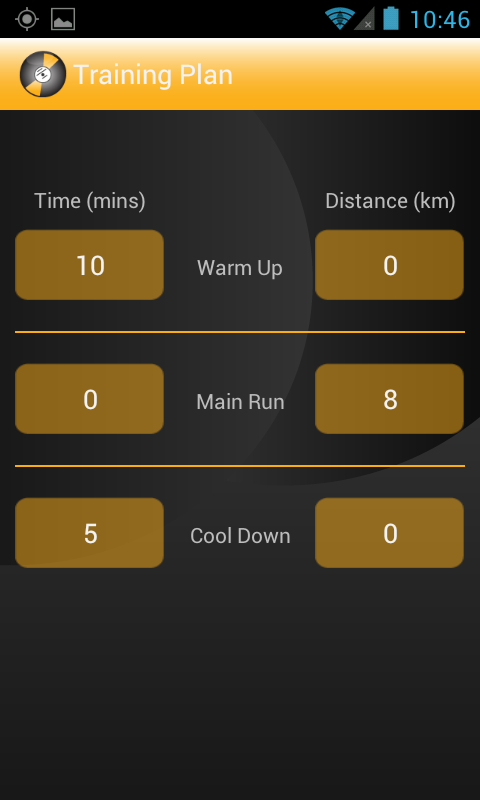 10:46
Training Plan
Time (mins) Distance (km)
10 Warm Up 0
0 Main Run 8
5 Cool Down 0